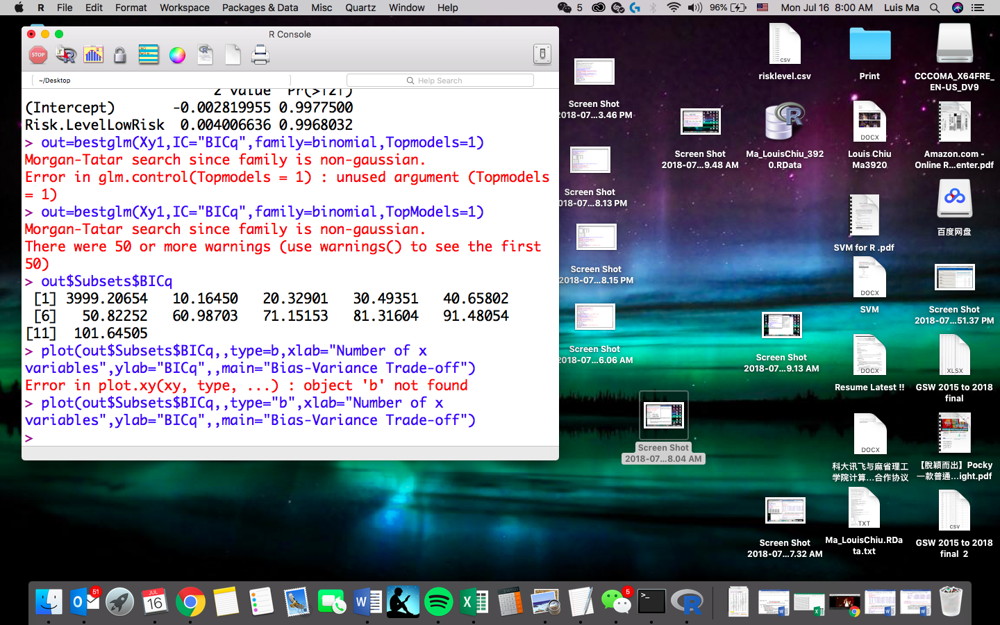 R File Edit Format Workspace Packages & Data Misc Quartz Window Help 5 96% Mon Jul 16 8:00 AM Luis Ma
R Console
STOP
~/Desktop
Help Search
z value Pr(>|z|)
(Intercept) -0.002819955 0.9977500
Risk.LevelLowRisk 0.004006636 0.9968032
> out=bestglm(Xy1,IC="BICq",family=binomial,Topmodels=1)
Morgan-Tatar search since family is non-gaussian.
Error in glm.control(Topmodels = 1) : unused argument (Topmodels
= 1)
> out=bestglm(Xy1,IC="BICq",family=binomial,TopModels=1)
Morgan-Tatar search since family is non-gaussian.
There were 50 or more warnings (use warnings() to see the first
50)
> out$Subsets$BICq
[1] 3999.20654 10.16450 20.32901 30.49351 40.65802
[6] 50.82252 60.98703 71.15153 81.31604 91.48054
[11] 101.64505
> plot(out$Subsets$BICq,,type=b,xlab="Number of x
variables",ylab="BICq",,main="Bias-Variance Trade-off")
Error in plot.xy(xy, type, ...) : object 'b' not found
> plot(out$Subsets$BICq,,type="b",xlab="Number of x
variables",ylab="BICq",,main="Bias-Variance Trade-off")
>
Screen Shot
2018-07...3.46 PM
Screen Shot
2018-07...8.13 PM
Screen Shot
2018-07...8.15 PM
Screen Shot
2018-07...6.06 AM
Screen Shot
2018-07...9.48 AM
Screen Shot
2018-07...8.04 AM
CSV
risklevel.csv
Ma_LouisChiu_392
0.RData
Screen Shot
2018-07...9.13 AM
Screen Shot
2018-07...7.32 AM
Print
DOCX
Louis Chiu
Ma3920
SVM for R .pdf
DOCX
SVM
DOCX
Resume Latest !!
DOCX
科大讯飞与麻省理工
学院计算...合作协议
TXT
Ma_LouisChiu.RDa
ta.txt
CCCOMA_X64FRE_
EN-US_DV9
Amazon.com -
Online R...enter.pdf
百度网盘
Screen Shot
2018-07...51.37 PM
XLSX
GSW 2015 to 2018
final
【脫穎而出】Pocky
一款普通...ight.pdf
CSV
GSW 2015 to 2018
final 2
51
JUL
16
5